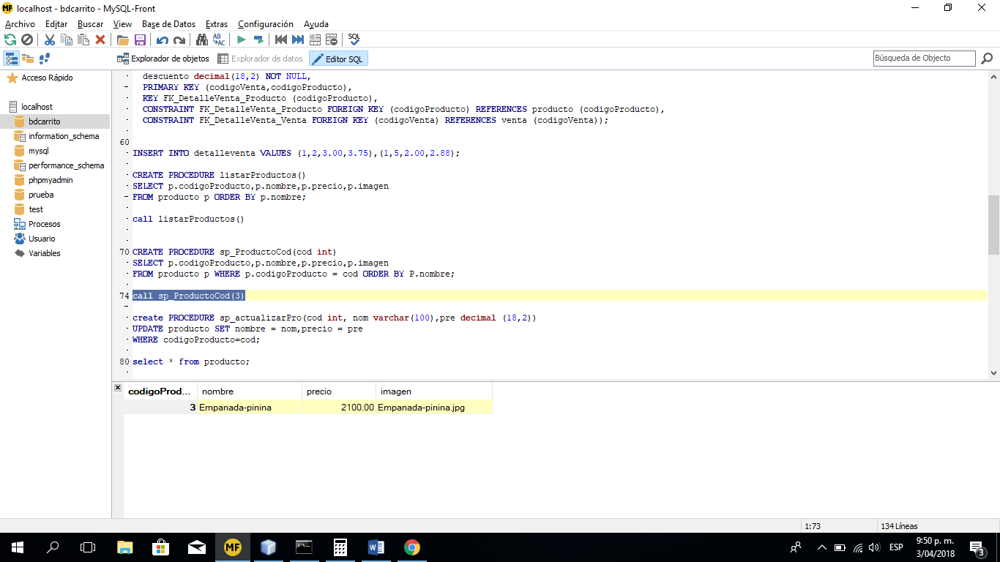 MF localhost - bdcarrito - MySQL-Front
Archivo Editar Buscar View Base de Datos Extras Configuración Ayuda
AB AC SQL
Explorador de objetos Explorador de datos Editor SQL Búsqueda de Objecto
Acceso Rápido
localhost
bdcarrito
information_schema
mysql
performance_schema
phpmyadmin
prueba
test
Procesos
Usuario
Variables
descuento decimal(18,2) NOT NULL,
PRIMARY KEY (codigoVenta,codigoProducto),
KEY FK_DetalleVenta_Producto (codigoProducto),
CONSTRAINT FK_DetalleVenta_Producto FOREIGN KEY (codigoProducto) REFERENCES producto (codigoProducto),
CONSTRAINT FK_DetalleVenta_Venta FOREIGN KEY (codigoVenta) REFERENCES venta (codigoVenta));
60
INSERT INTO detalleventa VALUES (1,2,3.00,3.75),(1,5,2.00,2.88);
CREATE PROCEDURE listarProductos()
SELECT p.codigoProducto,p.nombre,p.precio,p.imagen
FROM producto p ORDER BY p.nombre;
call listarProductos()
70 CREATE PROCEDURE sp_ProductoCod(cod int)
SELECT p.codigoProducto,p.nombre,p.precio,p.imagen
FROM producto p WHERE p.codigoProducto = cod ORDER BY P.nombre;
74 call sp_ProductoCod(3)
create PROCEDURE sp_actualizarPro(cod int, nom varchar(100),pre decimal (18,2))
UPDATE producto SET nombre = nom,precio = pre
WHERE codigoProducto=cod;
80 select * from producto;
codigoProd... nombre precio imagen
3 Empanada-pinina 2100.00 Empanada-pinina.jpg
1:73 134 Líneas
MF ESP 9:50 p. m.
3/04/2018 3